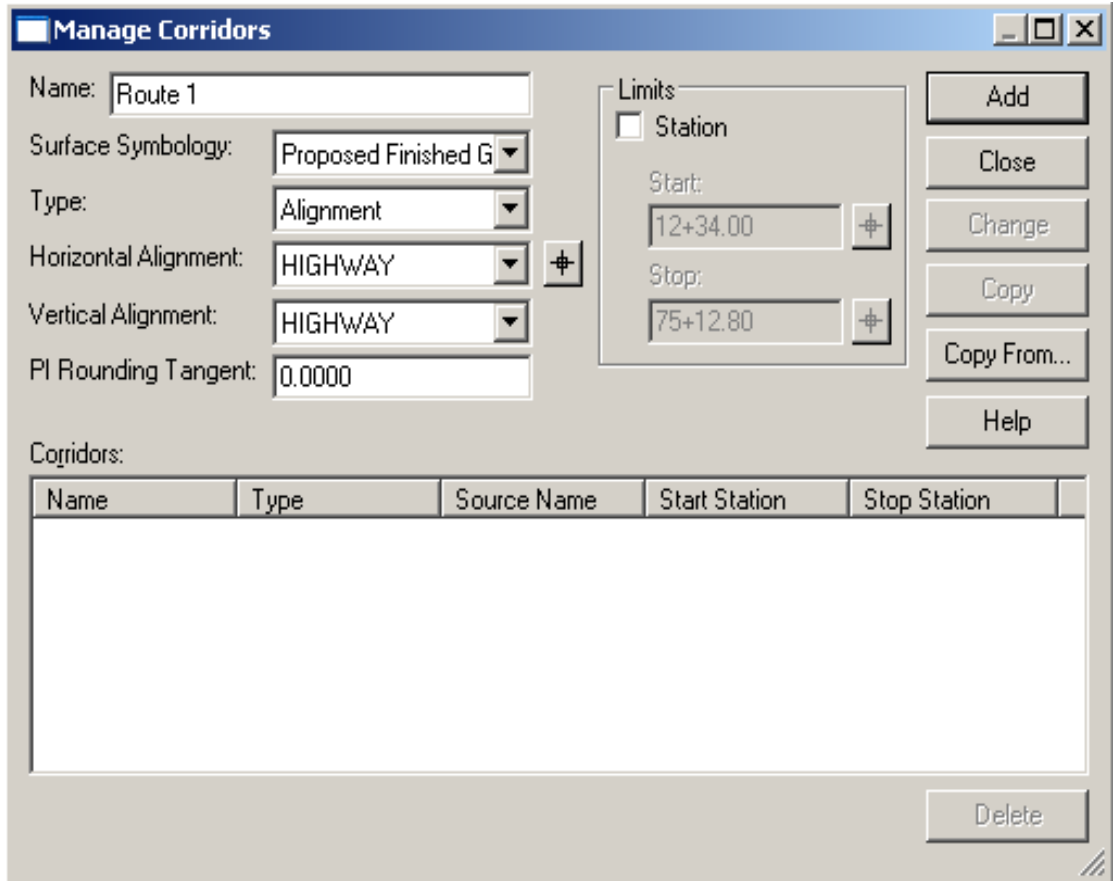 Manage Corridors
Name: Route 1
Surface Symbology: Proposed Finished G
Type: Alignment
Horizontal Alignment: HIGHWAY
Vertical Alignment: HIGHWAY
PI Rounding Tangent: 0.0000
Limits
Station
Start:
12+34.00
Stop:
75+12.80
Add
Close
Change
Copy
Copy From...
Help
Corridors:
Name Type Source Name Start Station Stop Station
Delete